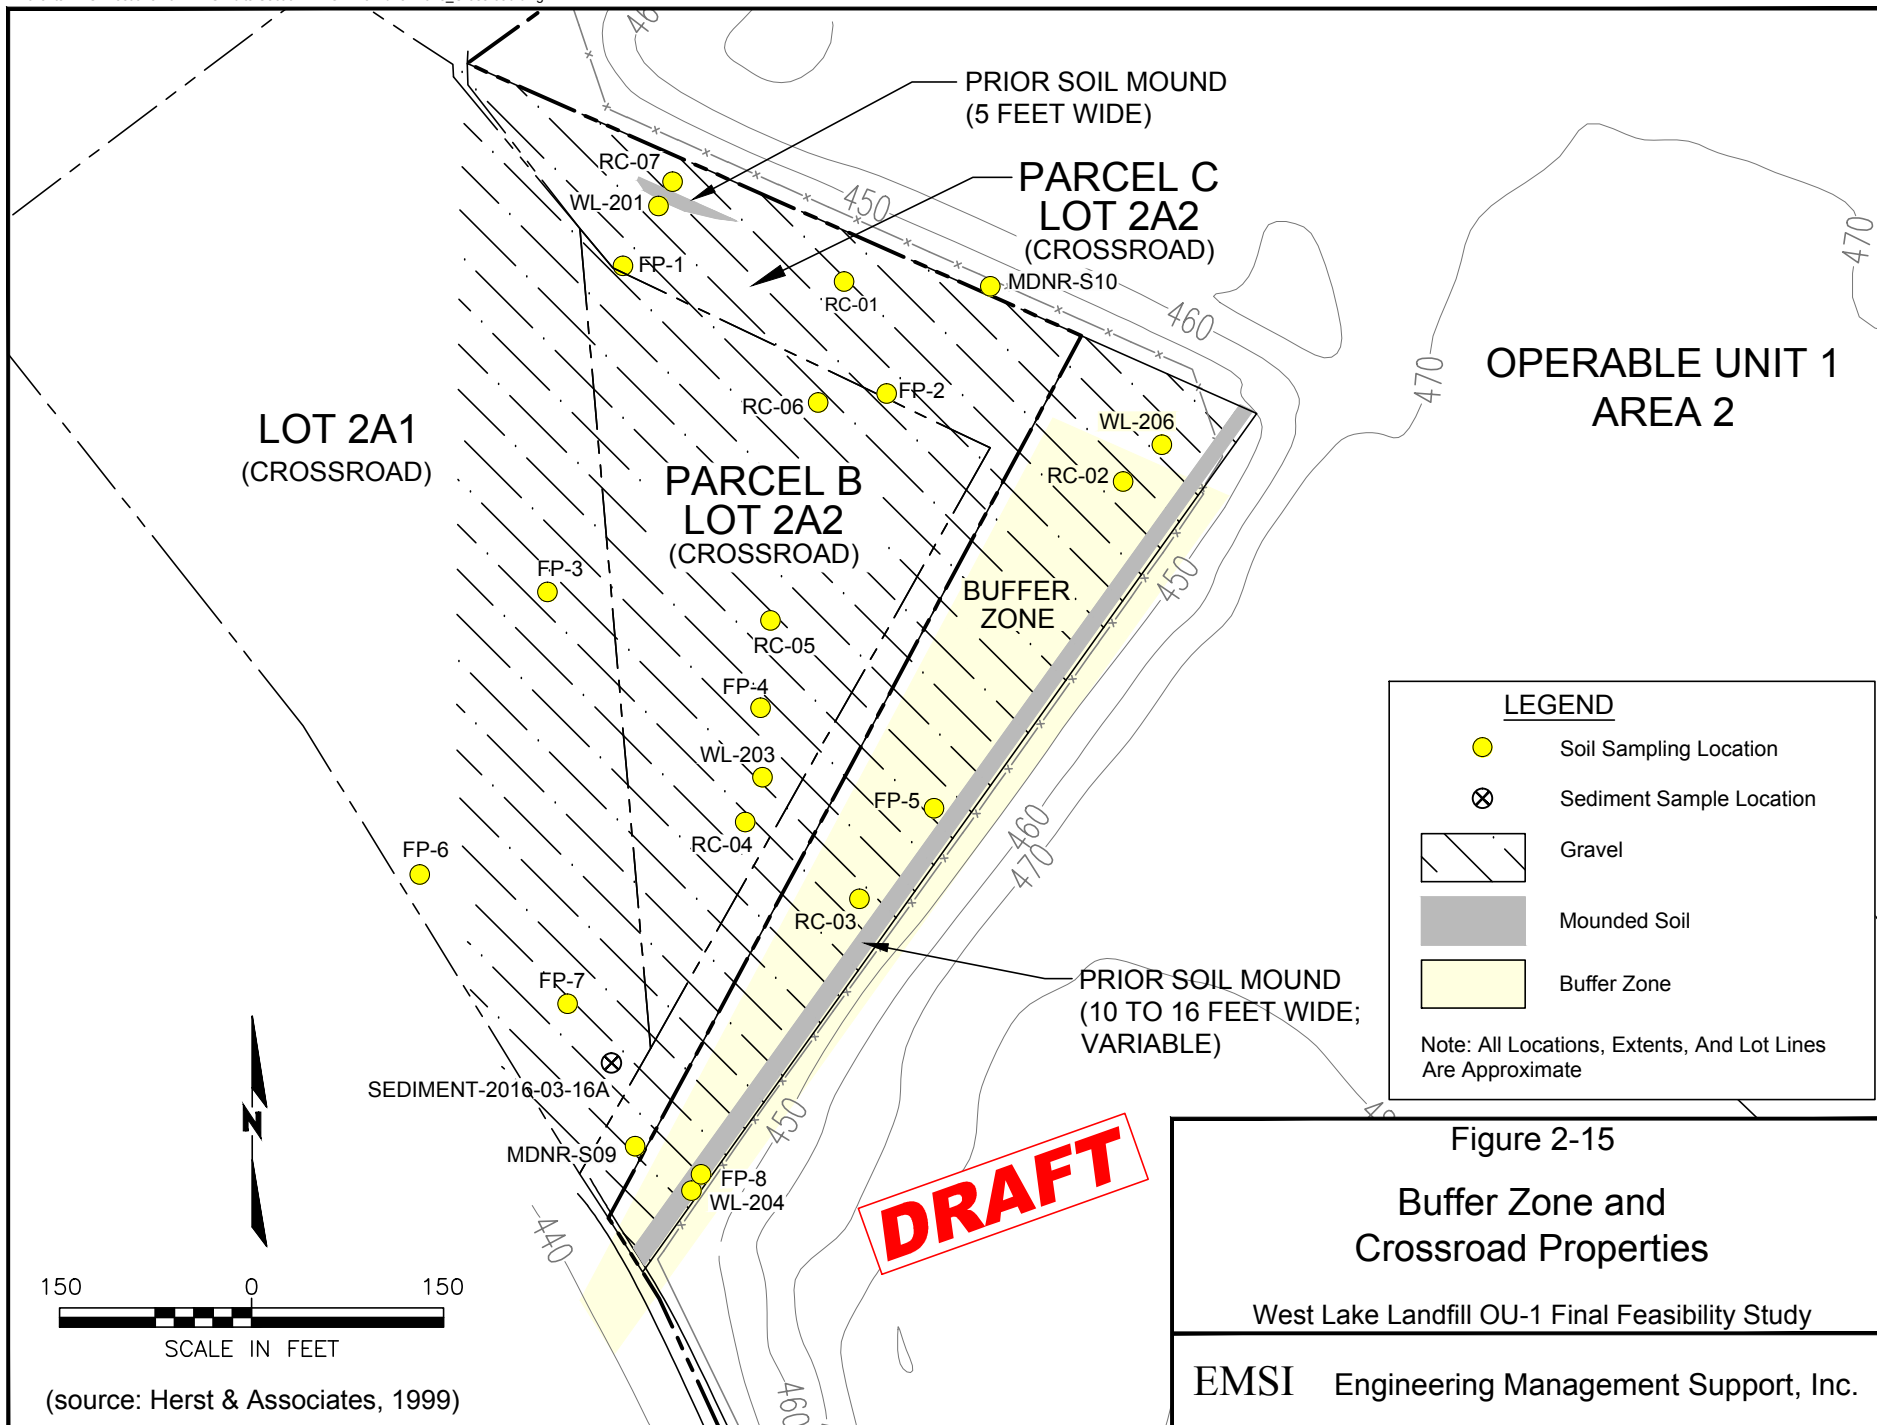 PRIOR SOIL MOUND
(5 FEET WIDE)
RC-07
PARCEL C
LOT 2A2
(CROSSROAD)
450
WL-201
470
FP-1
RC-01
MDNR-S10
460
OPERABLE UNIT 1
AREA 2
470
FP-2
RC-06
LOT 2A1
(CROSSROAD)
WL-206
RC-02
PARCEL B
LOT 2A2
(CROSSROAD)
FP-3
BUFFER
ZONE
450
RC-05
FP-4
WL-203
FP-5
RC-04
460
470
FP-6
RC-03
PRIOR SOIL MOUND
(10 TO 16 FEET WIDE;
VARIABLE)
FP-7
SEDIMENT-2016-03-16A
450
MDNR-S09
FP-8
WL-204
440
460
LEGEND
Soil Sampling Location
Sediment Sample Location
Gravel
Mounded Soil
Buffer Zone
Note: All Locations, Extents, And Lot Lines
Are Approximate
N
150 0 150
SCALE IN FEET
(source: Herst & Associates, 1999)
DRAFT
Figure 2-15
Buffer Zone and
Crossroad Properties
West Lake Landfill OU-1 Final Feasibility Study
EMSI Engineering Management Support, Inc.